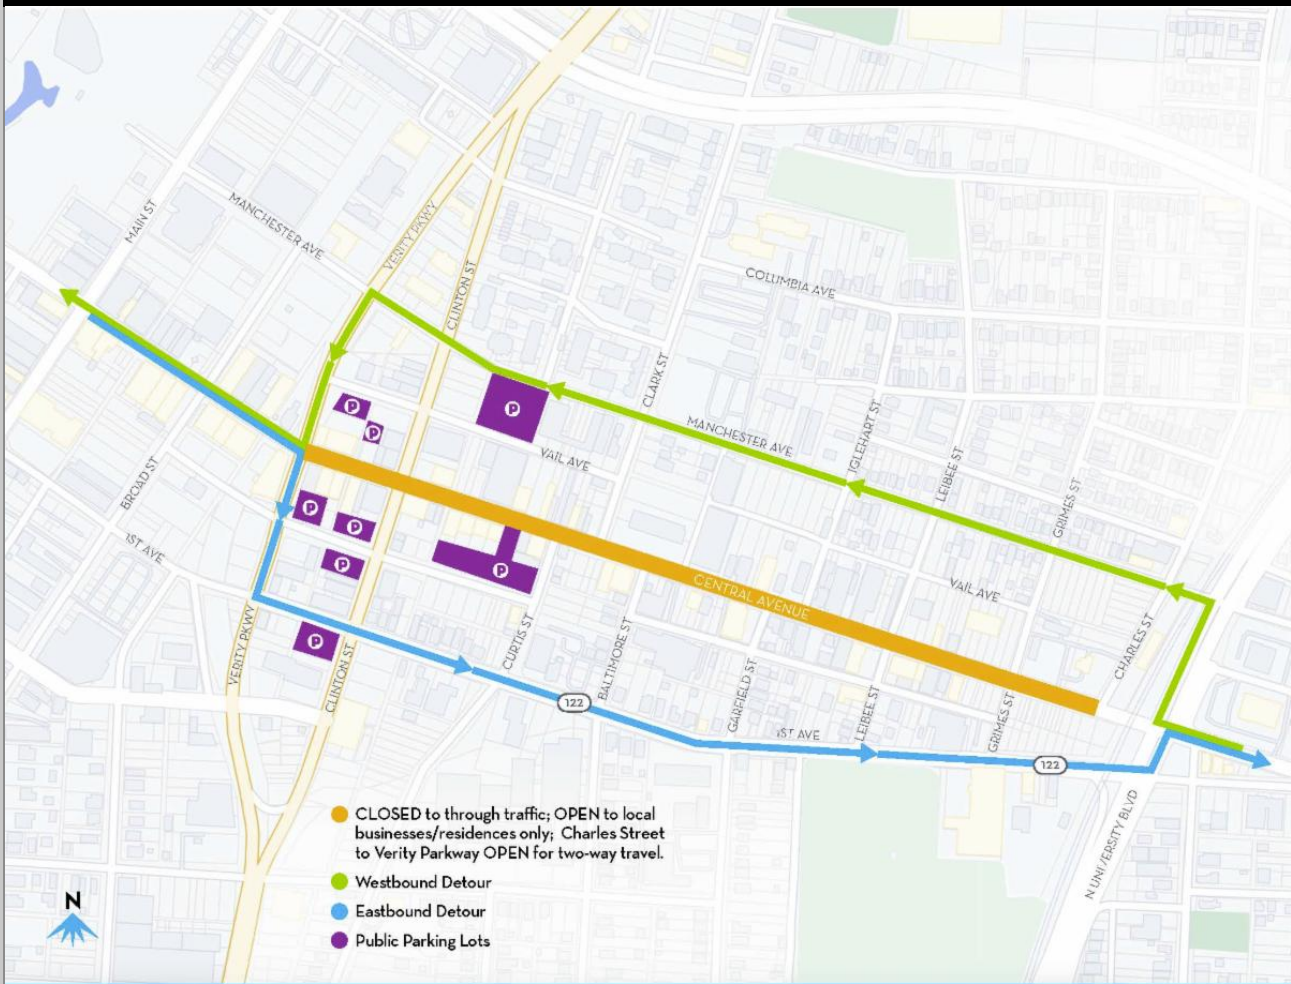 MAIN ST
MANCHESTER AVE
VERITY PKWY
CLINTON ST
COLUMBIA AVE
CLARK ST
MANCHESTER AVE
IGLEHART ST
LEIBEE ST
GRIMES ST
P
P
P
VAIL AVE
BROAD ST
1ST AVE
P
P
P
P
CENTRAL AVENUE
VAIL AVE
CHARLES ST
P
VERITY PKWY
CLINTON ST
CURTIS ST
BALTIMORE ST
GARFIELD ST
LEIBEE ST
GRIMES ST
122
1ST AVE
122
N UNIVERSITY BLVD
CLOSED to through traffic; OPEN to local
businesses/residences only; Charles Street
to Verity Parkway OPEN for two-way travel.
Westbound Detour
Eastbound Detour
Public Parking Lots
N